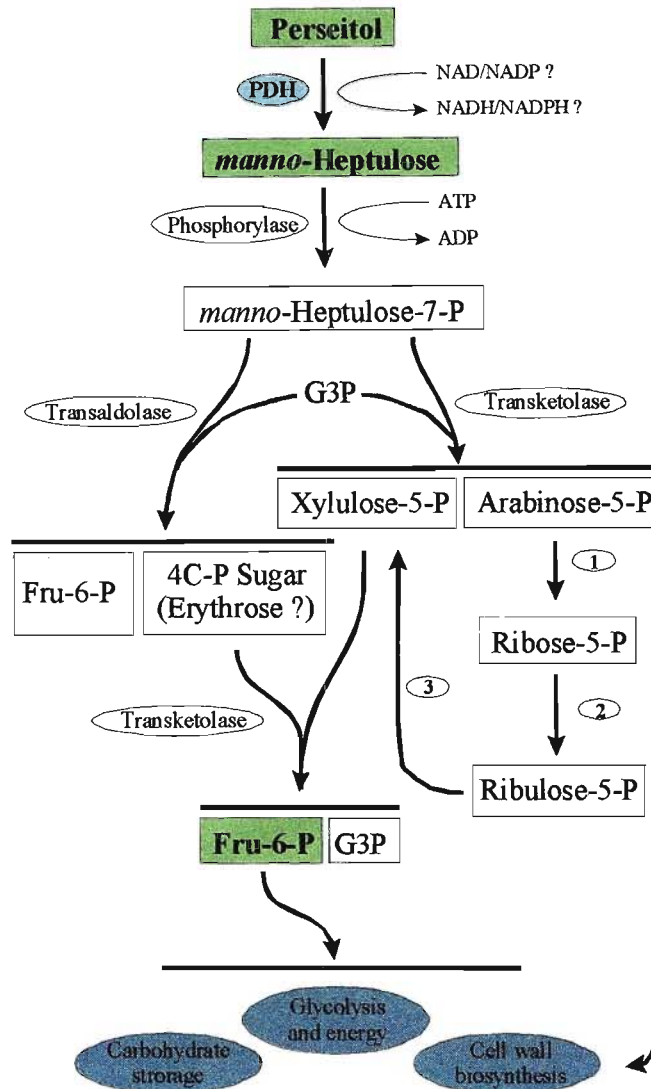 Perseitol
PDH
NAD/NADP ?
NADH/NADPH ?
manno-Heptulose
Phosphorylase
ATP
ADP
manno-Heptulose-7-P
Transaldolase
G3P
Transketolase
Xylulose-5-P
Arabinose-5-P
Fru-6-P
4C-P Sugar
(Erythrose ?)
1
Ribose-5-P
Transketolase
3
2
Ribulose-5-P
Fru-6-P
G3P
Glycolysis
and energy
Carbohydrate
strorage
Cell wall
biosynthesis